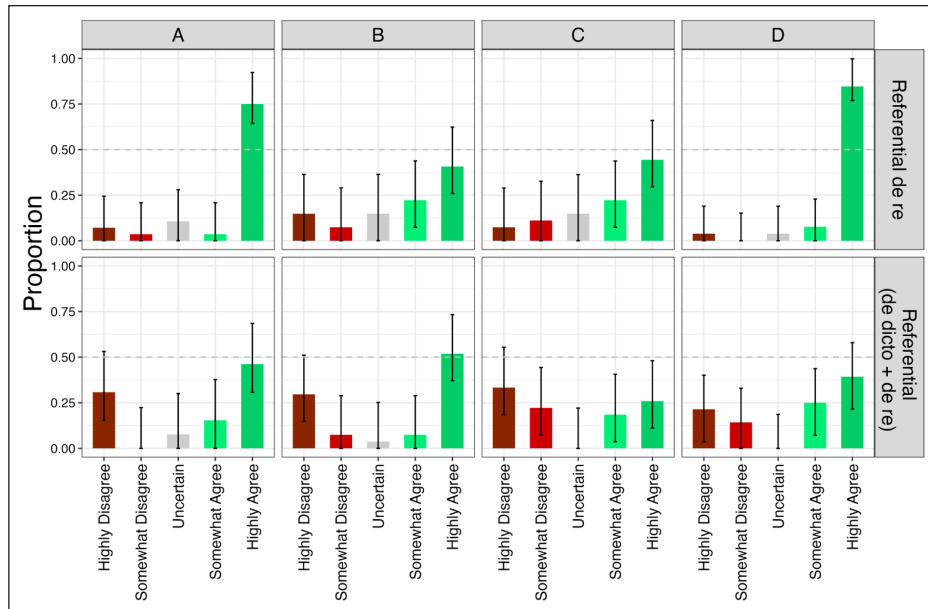 A B C D
1.00
0.75
0.50
0.25
0.00
Referential de re
1.00
0.75
0.50
0.25
0.00
Referential
(de dicto + de re)
Proportion
Highly Disagree
Somewhat Disagree
Uncertain
Somewhat Agree
Highly Agree
Highly Disagree
Somewhat Disagree
Uncertain
Somewhat Agree
Highly Agree
Highly Disagree
Somewhat Disagree
Uncertain
Somewhat Agree
Highly Agree
Highly Disagree
Somewhat Disagree
Uncertain
Somewhat Agree
Highly Agree